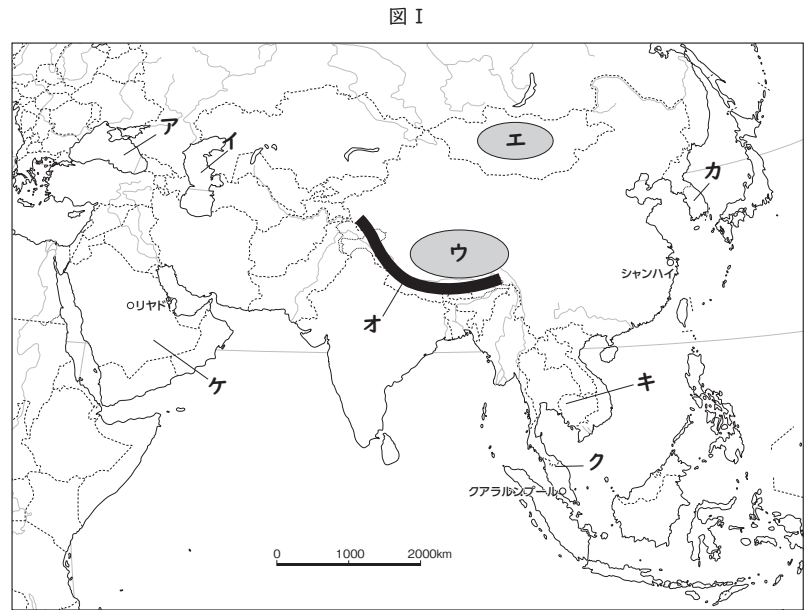 図 I
ア
イ
エ
カ
ウ
シャンハイ
リヤド
オ
ケ
キ
ク
クアラルンプール
0 1000 2000km